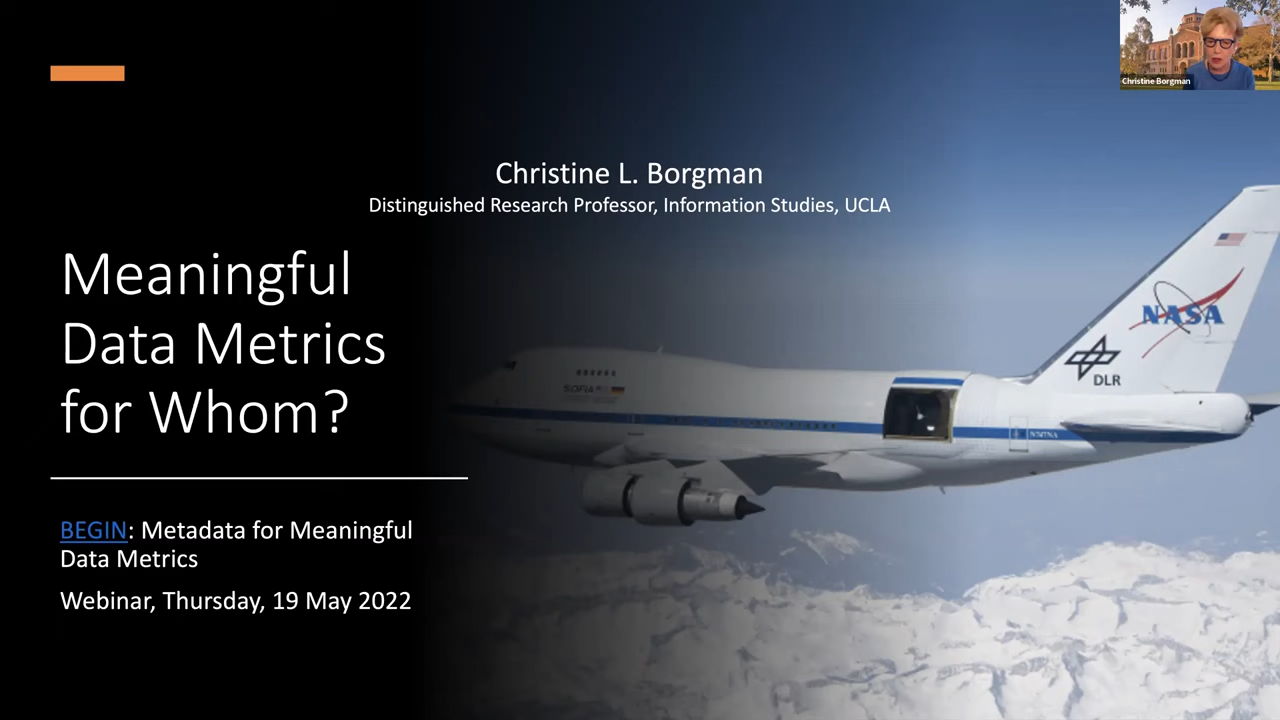 Christine Borgman
Christine L. Borgman
Distinguished Research Professor, Information Studies, UCLA
Meaningful
Data Metrics
for Whom?
BEGIN: Metadata for Meaningful
Data Metrics
Webinar, Thursday, 19 May 2022
NASA
DLR
SOFIA
N747NA